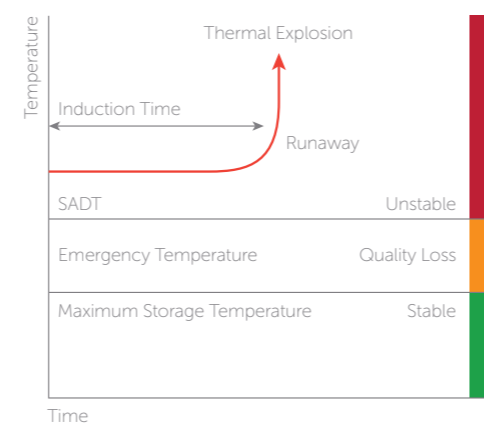 Temperature
Thermal Explosion
Induction Time
Runaway
SADT Unstable
Emergency Temperature Quality Loss
Maximum Storage Temperature Stable
Time